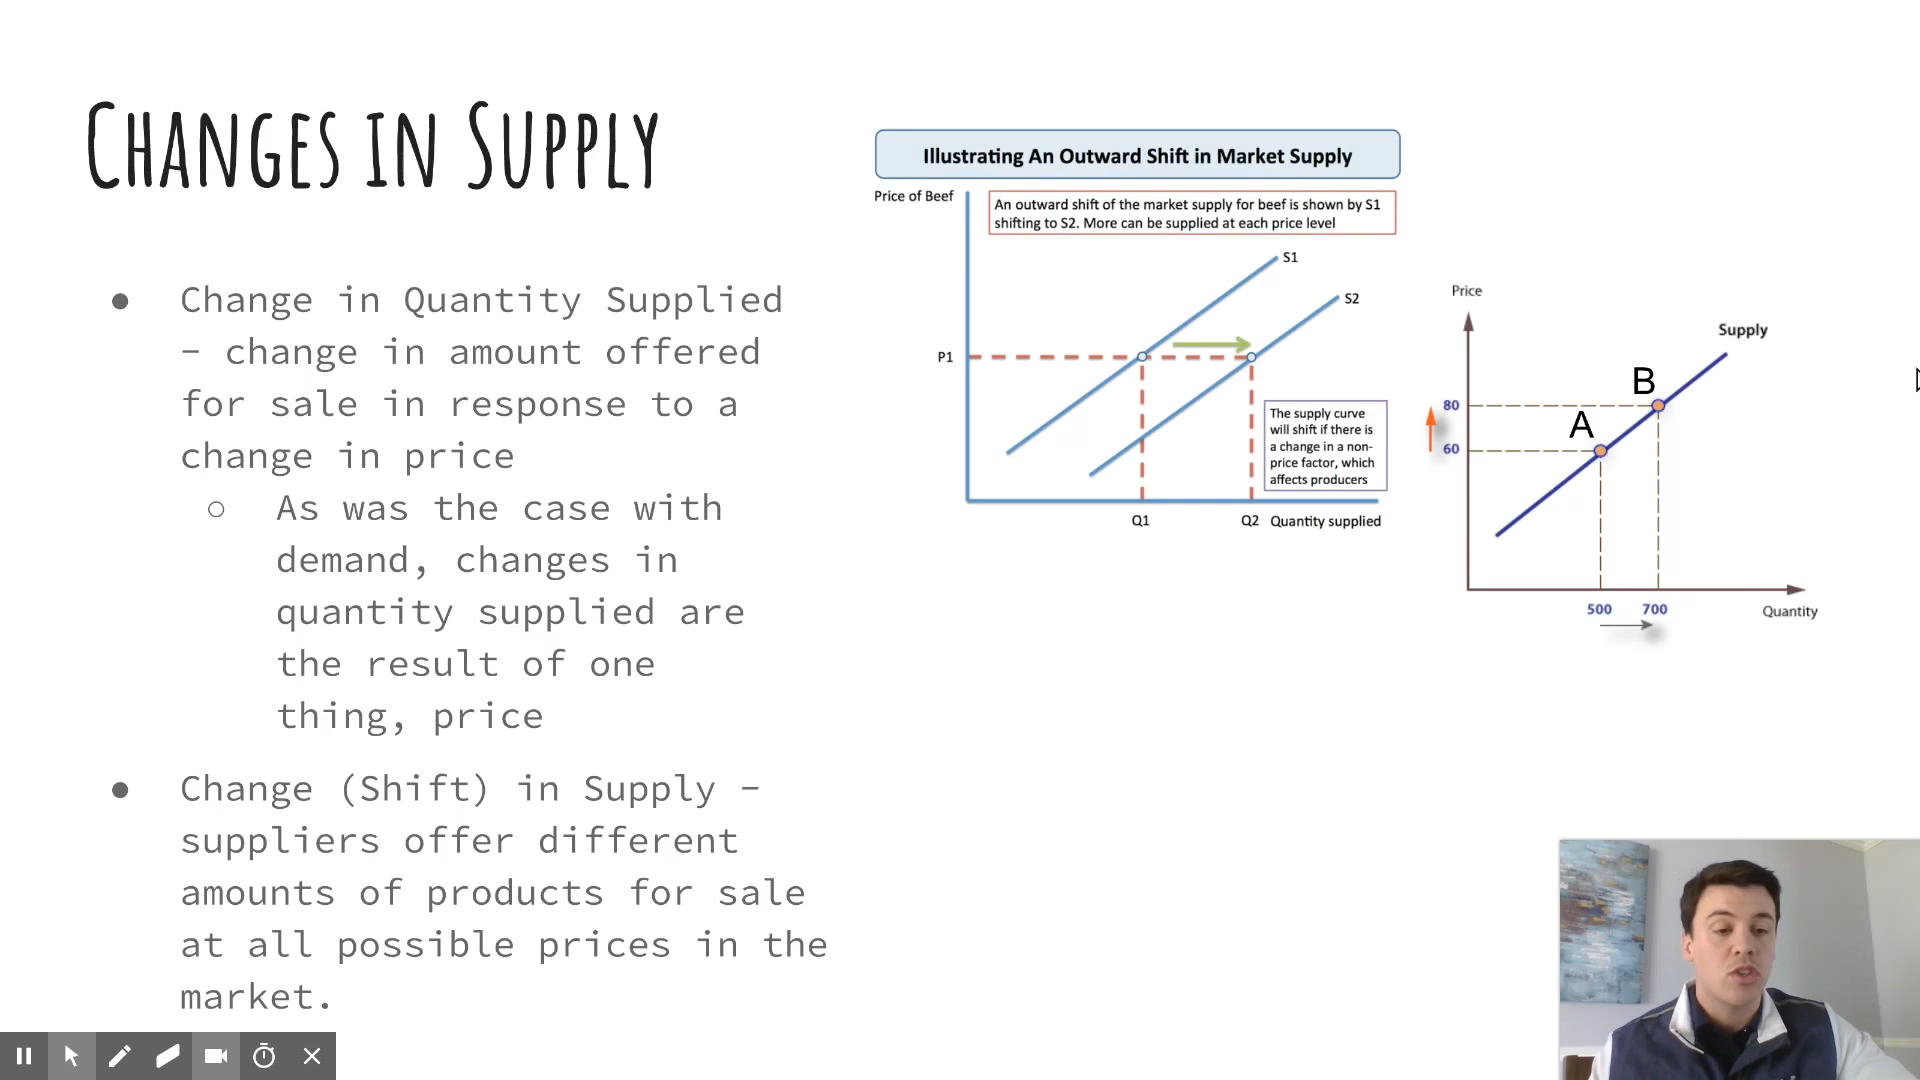 Changes in Supply
● Change in Quantity Supplied
– change in amount offered
for sale in response to a
change in price
○ As was the case with
demand, changes in
quantity supplied are
the result of one
thing, price
● Change (Shift) in Supply -
suppliers offer different
amounts of products for sale
at all possible prices in the
market.
Illustrating An Outward Shift in Market Supply
Price of Beef
An outward shift of the market supply for beef is shown by S1
shifting to S2. More can be supplied at each price level
S1
S2
P1
The supply curve
will shift if there is
a change in a non-
price factor, which
affects producers
Q1
Q2
Quantity supplied
Price
Supply
B
A
80
60
500
700
Quantity